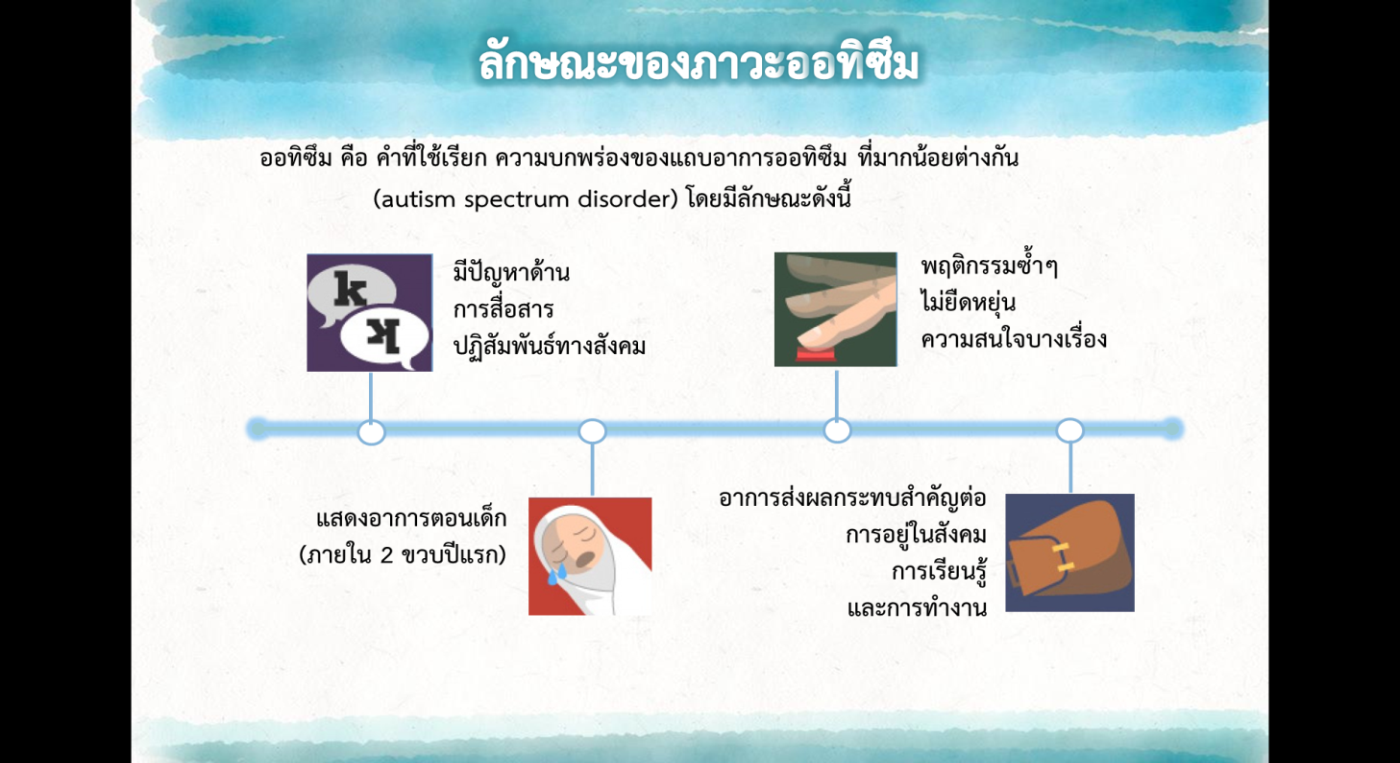 ลักษณะของภาวะออทิซึม
ออทิซึม คือ คำที่ใช้เรียก ความบกพร่องของแถบอาการออทิซึม ที่มากน้อยต่างกัน
(autism spectrum disorder) โดยมีลักษณะดังนี้
k
k
มีปัญหาด้าน
การสื่อสาร
ปฏิสัมพันธ์ทางสังคม
พฤติกรรมซ้ำๆ
ไม่ยืดหยุ่น
ความสนใจบางเรื่อง
แสดงอาการตอนเด็ก
(ภายใน 2 ขวบปีแรก)
อาการส่งผลกระทบสำคัญต่อ
การอยู่ในสังคม
การเรียนรู้
และการทำงาน